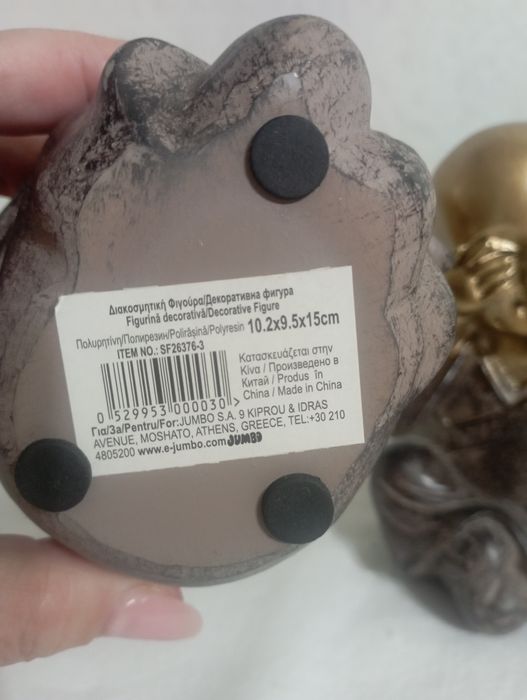 Διακοσμητική Φιγούρα/Декоративна фигура
Figurină decorativă/Decorative Figure
Πολυρητίνη/Полирезин/Polirășină/Polyresin 10.2x9.5x15cm
ITEM NO.: SF26376-3
0 529953 000030
Κατασκευάζεται στην
Κίνα / Произведено в
Китай / Produs în
China / Made in China
Για/За/Pentru/For:JUMBO S.A. 9 KIPROU & IDRAS
AVENUE, MOSHATO, ATHENS, GREECE, TEL:+30 210
4805200 www.e-jumbo.com JUMBO